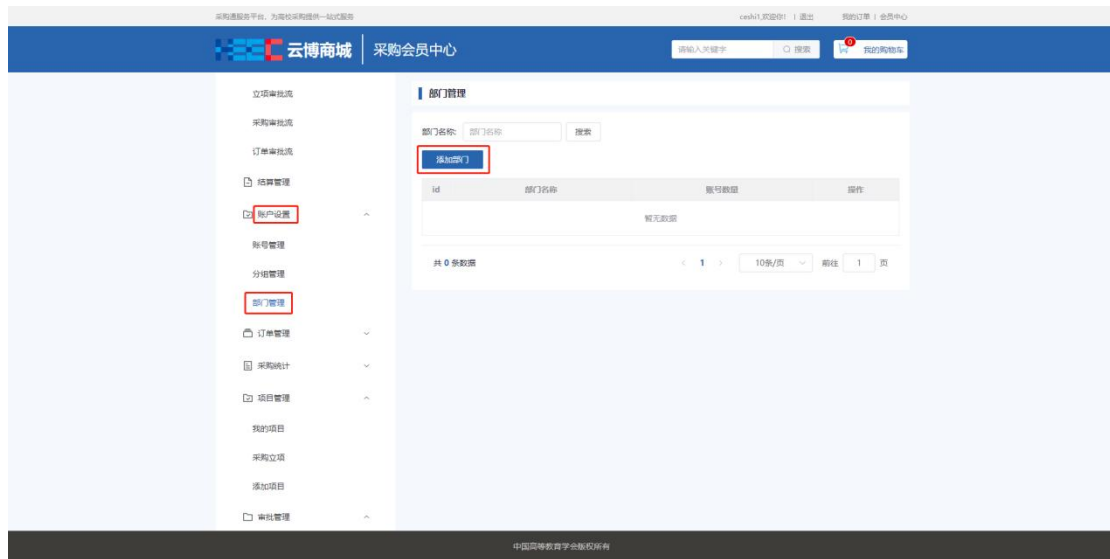 采购通服务平台，为高校采购提供一站式服务
ceshi1,欢迎你! | 退出 我的订单 | 会员中心
HEEC 云博商城 采购会员中心
请输入关键字 搜索 0 我的购物车
立项审批流
采购审批流
订单审批流
结算管理
账户设置
账号管理
分组管理
部门管理
订单管理
采购统计
项目管理
我的项目
采购立项
添加项目
审批管理
部门管理
部门名称: 部门名称 搜索
添加部门
id 部门名称 账号数量 操作
暂无数据
共 0 条数据 1 10条/页 前往 1 页
中国高等教育学会版权所有